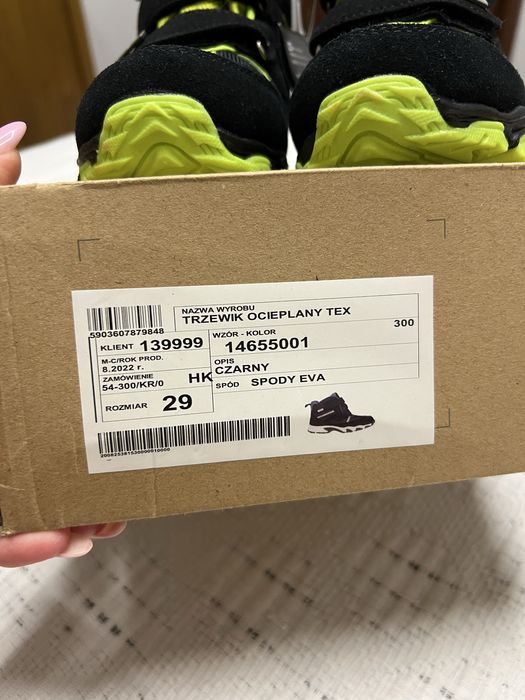 NAZWA WYROBU
TRZEWIK OCIEPLANY TEX
300
5903607879848
KLIENT 139999
WZÓR - KOLOR
14655001
M-C/ROK PROD.
8.2022 r.
OPIS
CZARNY
ZAMÓWIENIE
54-300/KR/0
HK
SPÓD SPODY EVA
ROZMIAR 29